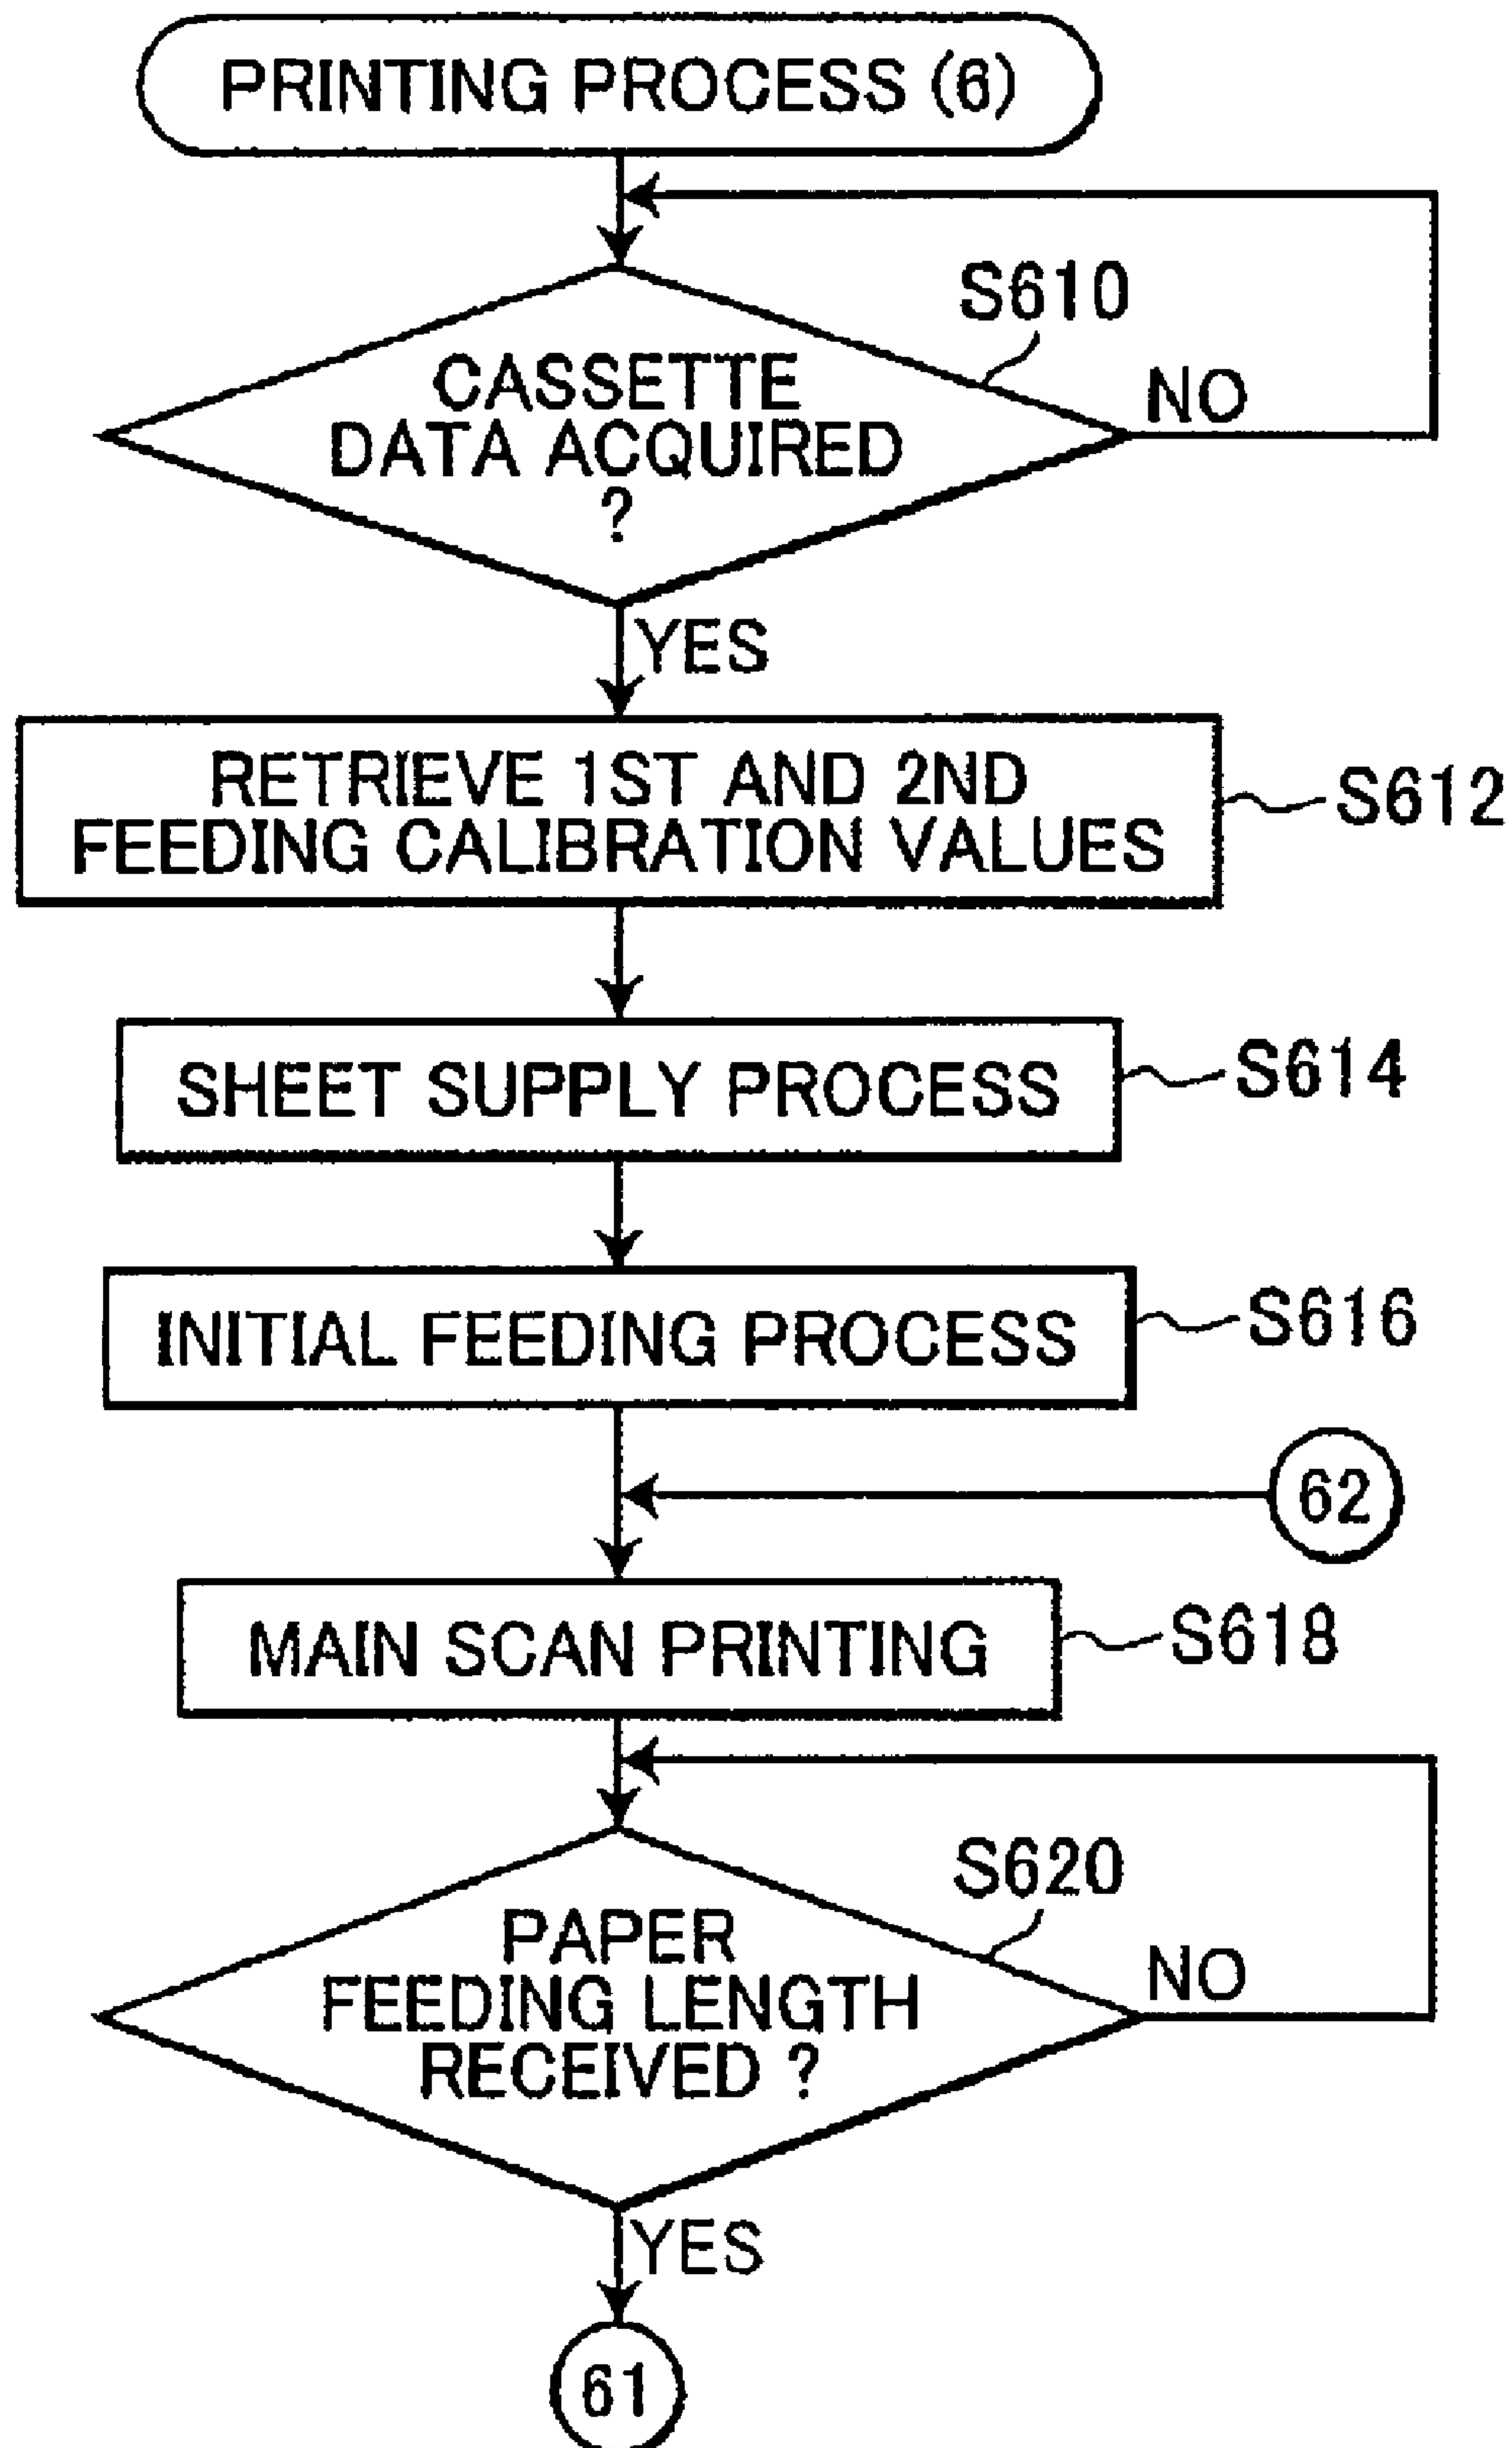 PRINTING PROCESS (6)
S610
CASSETTE
DATA ACQUIRED
?
NO
YES
RETRIEVE 1ST AND 2ND
FEEDING CALIBRATION VALUES
S612
SHEET SUPPLY PROCESS
S614
INITIAL FEEDING PROCESS
S616
62
MAIN SCAN PRINTING
S618
S620
PAPER
FEEDING LENGTH
RECEIVED ?
NO
YES
61